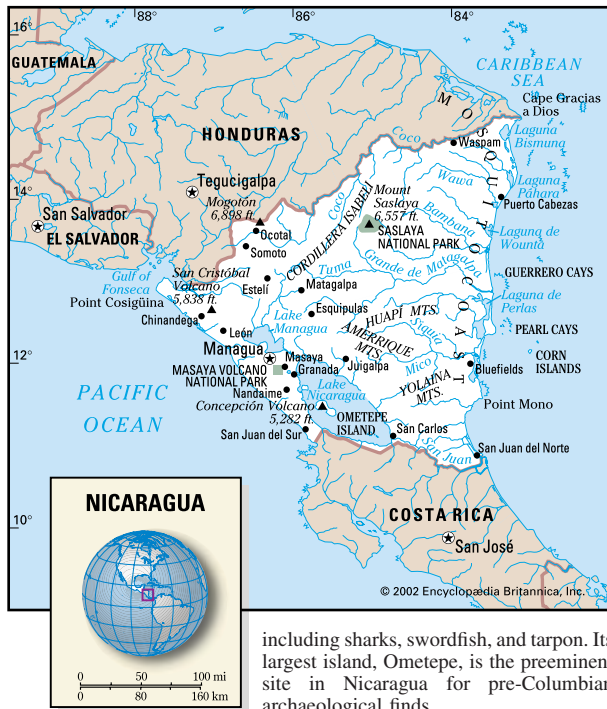 88°
86°
84°
16°
GUATEMALA
CARIBBEAN
SEA
Cape Gracias
a Dios
MOSQUITO COAST
HONDURAS
Coco
Waspam
Laguna
Bismuna
Tegucigalpa
Mogotón
6,898 ft.
Coco
CORDILLERA ISABELI
Mount
Saslaya
6,557 ft.
Wawa
Laguna
Páhara
14°
Puerto Cabezas
San Salvador
EL SALVADOR
Ocotal
Somoto
SASLAYA
NATIONAL PARK
Bambana
Laguna de
Wounta
Gulf of
Fonseca
San Cristóbal
Volcano
5,838 ft.
Estelí
Tuma
Grande de Matagalpa
GUERRERO CAYS
Point Cosigüina
Matagalpa
Laguna de
Perlas
Chinandega
Esquipulas
HUAPÍ MTS.
León
Lake
Managua
AMERRIQUE
MTS.
Siquia
PEARL CAYS
12°
Managua
Masaya
Juigalpa
Mico
CORN
ISLANDS
MASAYA VOLCANO
NATIONAL PARK
Granada
Bluefields
PACIFIC
OCEAN
Nandaime
Lake
Nicaragua
YOLAINA
MTS.
Concepción Volcano
5,282 ft.
OMETEPE
ISLAND
Point Mono
San Juan del Sur
San Carlos
San Juan
San Juan del Norte
10°
COSTA RICA
San José
NICARAGUA
© 2002 Encyclopædia Britannica, Inc.
0 50 100 mi
0 80 160 km
including sharks, swordfish, and tarpon. Its
largest island, Ometepe, is the preeminen
site in Nicaragua for pre-Columbian
archaeological finds